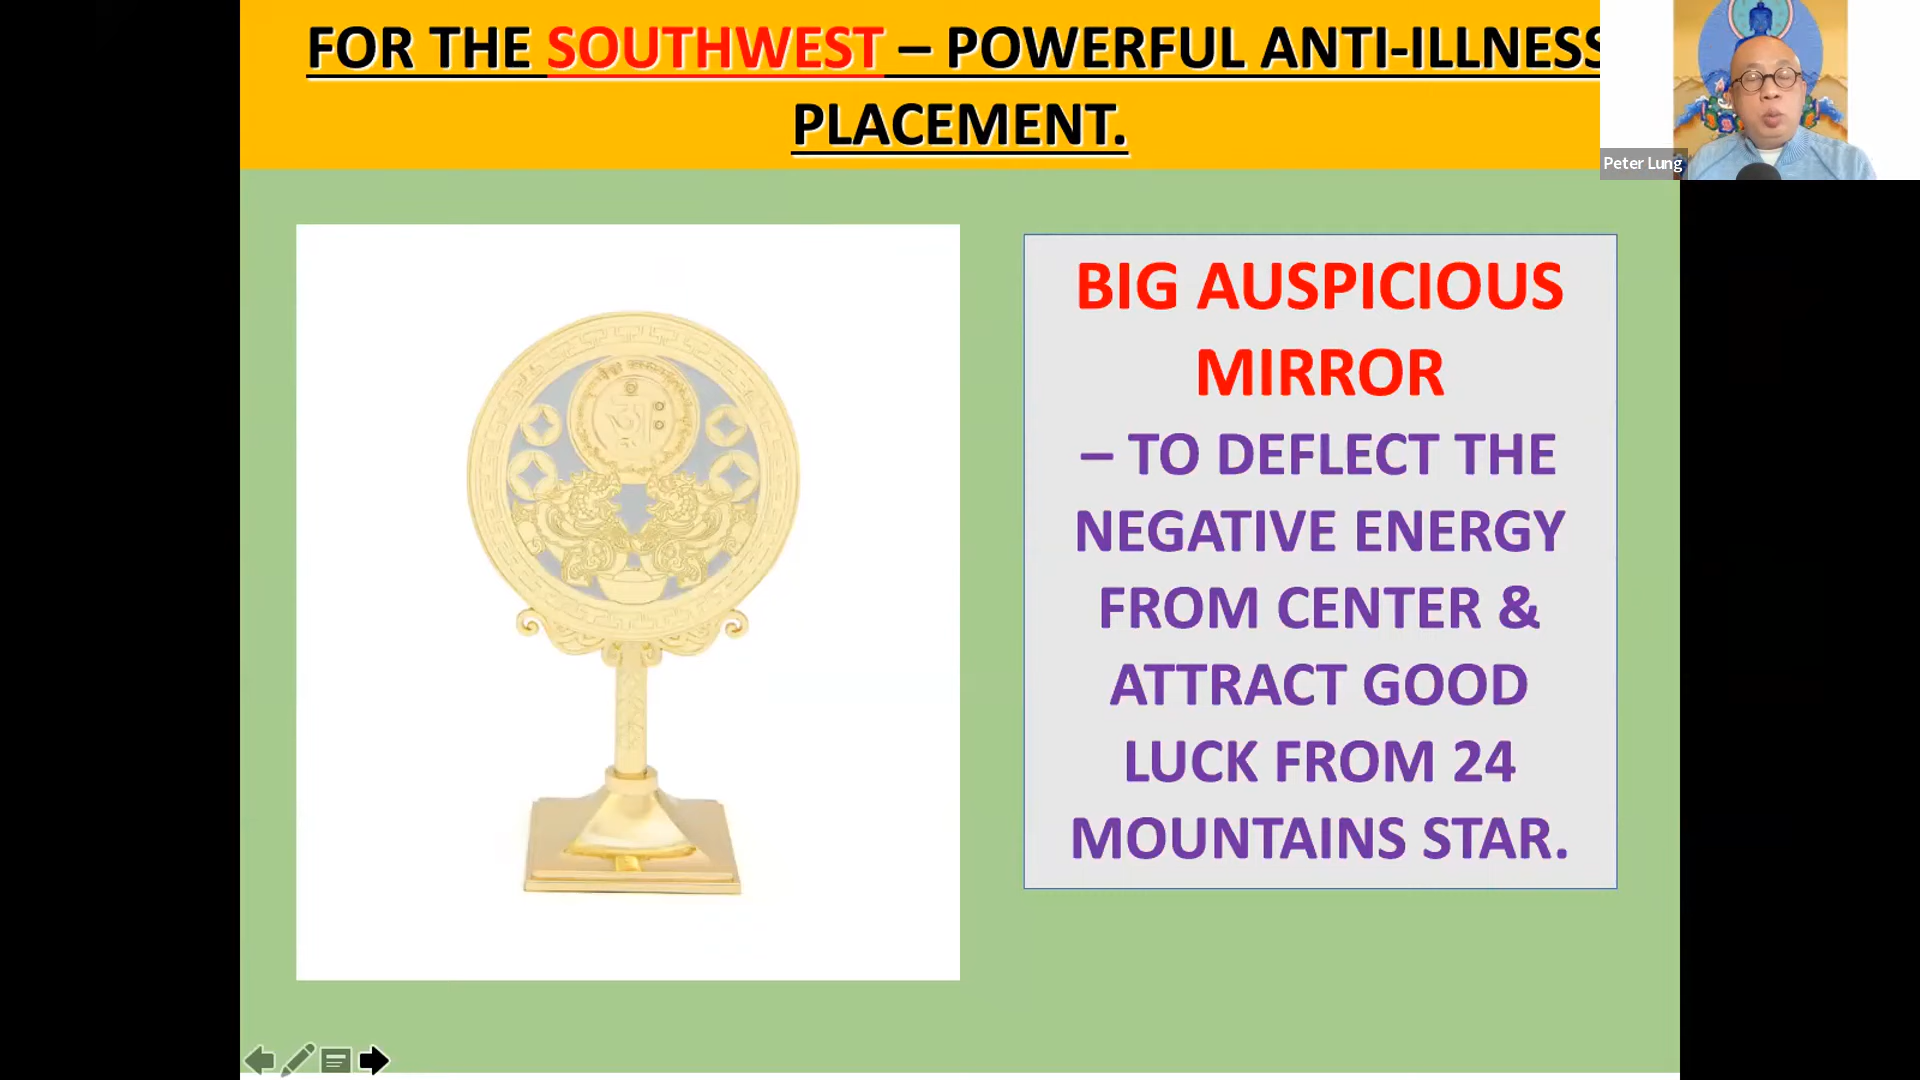 FOR THE SOUTHWEST – POWERFUL ANTI-ILLNESS
PLACEMENT.
Peter Lung
BIG AUSPICIOUS
MIRROR
– TO DEFLECT THE
NEGATIVE ENERGY
FROM CENTER &
ATTRACT GOOD
LUCK FROM 24
MOUNTAINS STAR.